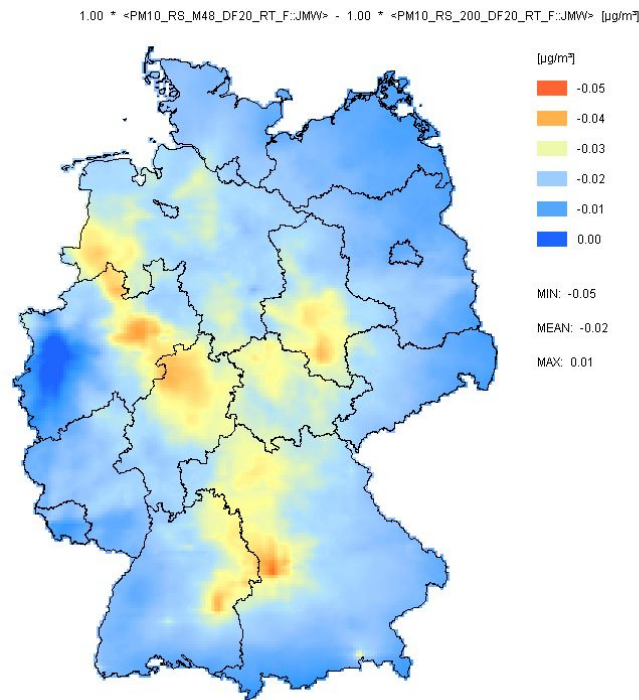 1.00 * <PM10_RS_M48_DF20_RT_F::JMW> - 1.00 * <PM10_RS_200_DF20_RT_F::JMW> [µg/m³]
[µg/m³]
-0.05
-0.04
-0.03
-0.02
-0.01
0.00
MIN: -0.05
MEAN: -0.02
MAX: 0.01